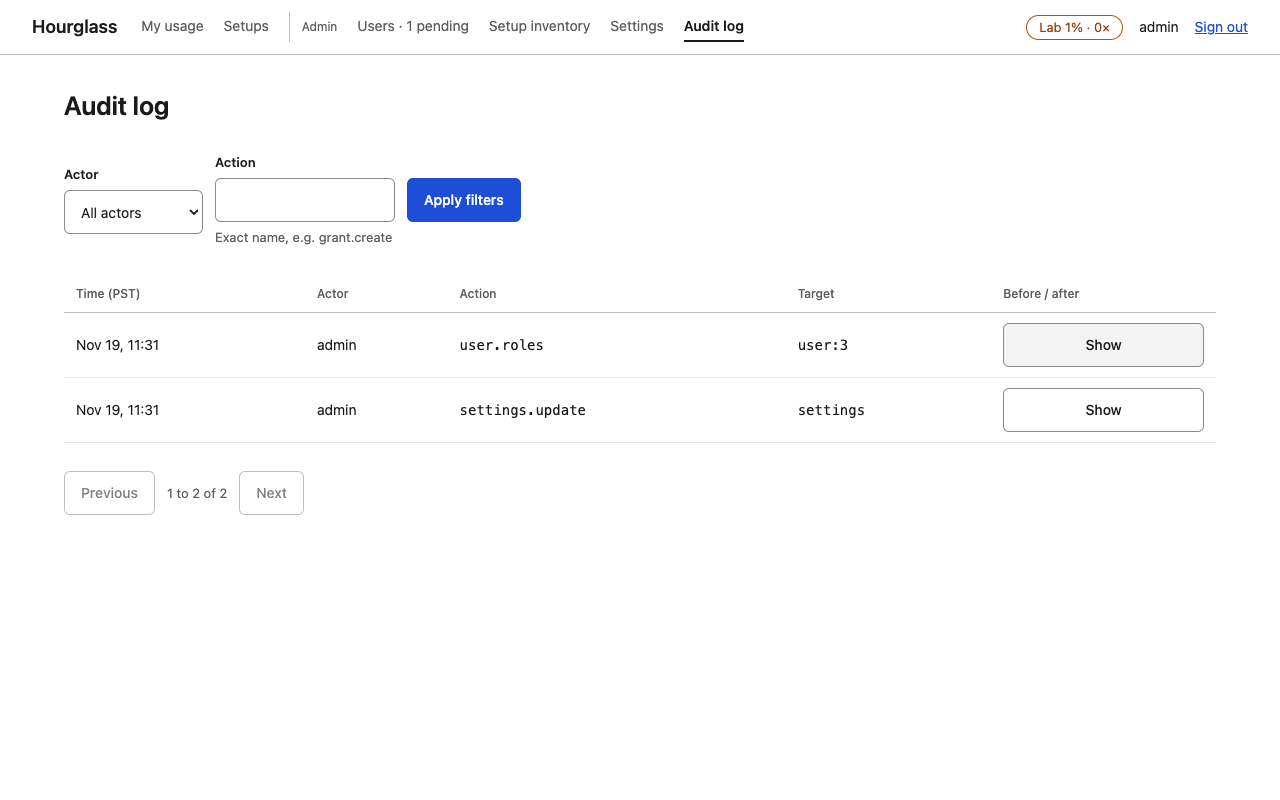 Hourglass My usage Setups Admin Users · 1 pending Setup inventory Settings Audit log Lab 1% · 0× admin Sign out
Audit log
Actor
All actors
Action
Exact name, e.g. grant.create
Apply filters
Time (PST) Actor Action Target Before / after
Nov 19, 11:31 admin user.roles user:3 Show
Nov 19, 11:31 admin settings.update settings Show
Previous 1 to 2 of 2 Next